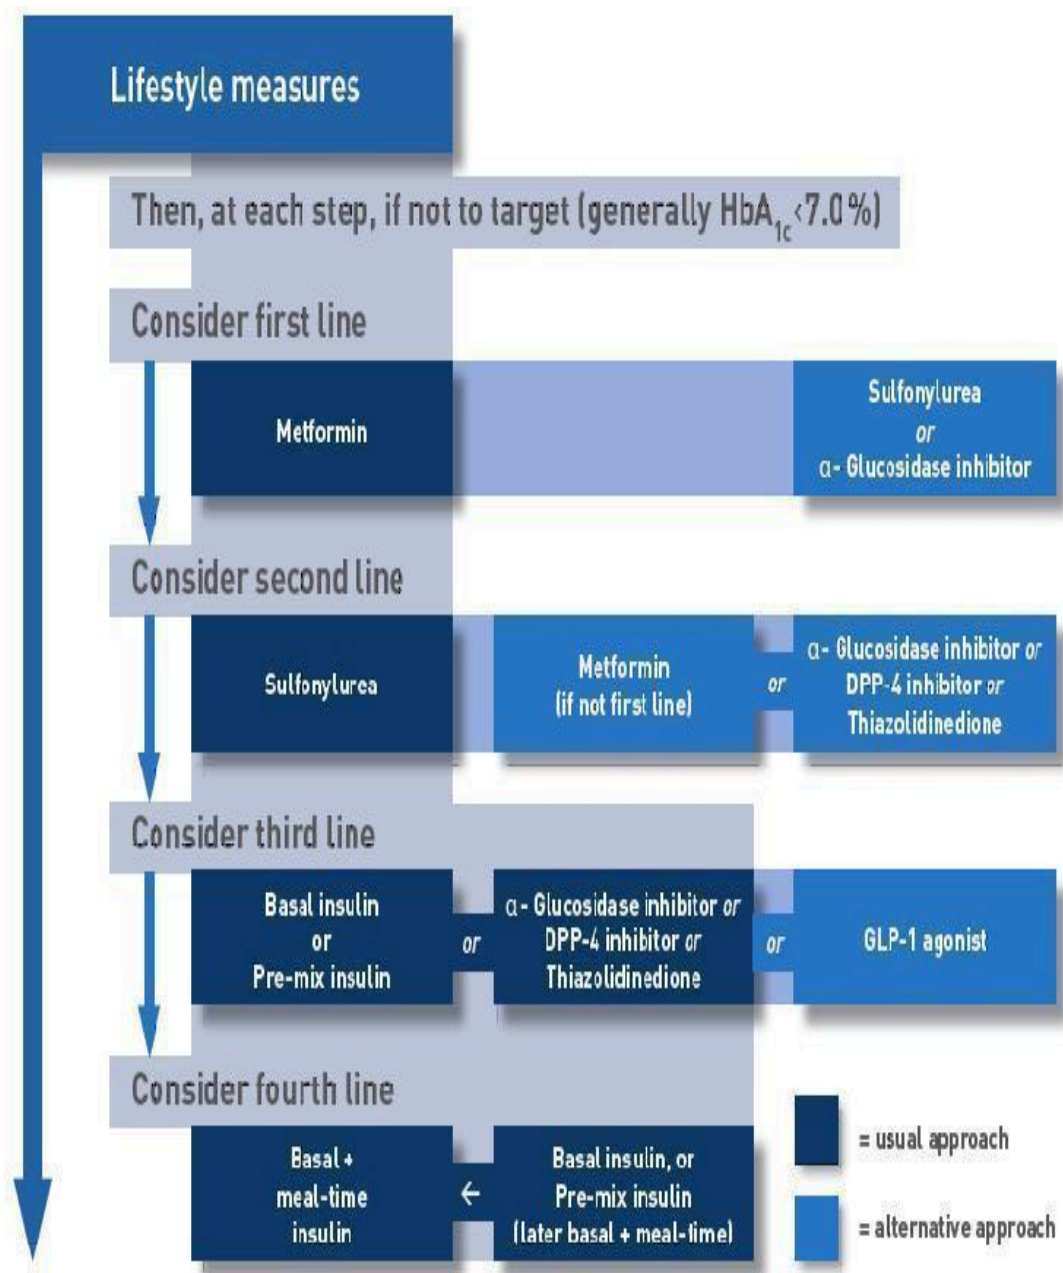 Lifestyle measures
Then, at each step, if not to target (generally HbA1c <7.0%)
Consider first line
Metformin
Sulfonylurea
or
α- Glucosidase inhibitor
Consider second line
Sulfonylurea
Metformin
(if not first line)
or
α- Glucosidase inhibitor or
DPP-4 inhibitor or
Thiazolidinedione
Consider third line
Basal insulin
or
Pre-mix insulin
or
α- Glucosidase inhibitor or
DPP-4 inhibitor or
Thiazolidinedione
or
GLP-1 agonist
Consider fourth line
Basal +
meal-time
insulin
←
Basal insulin, or
Pre-mix insulin
(later basal + meal-time)
= usual approach
= alternative approach